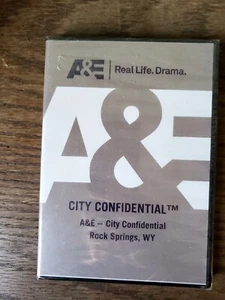 A&E Real Life. Drama.
A&E
CITY CONFIDENTIAL™
A&E – City Confidential
Rock Springs, WY